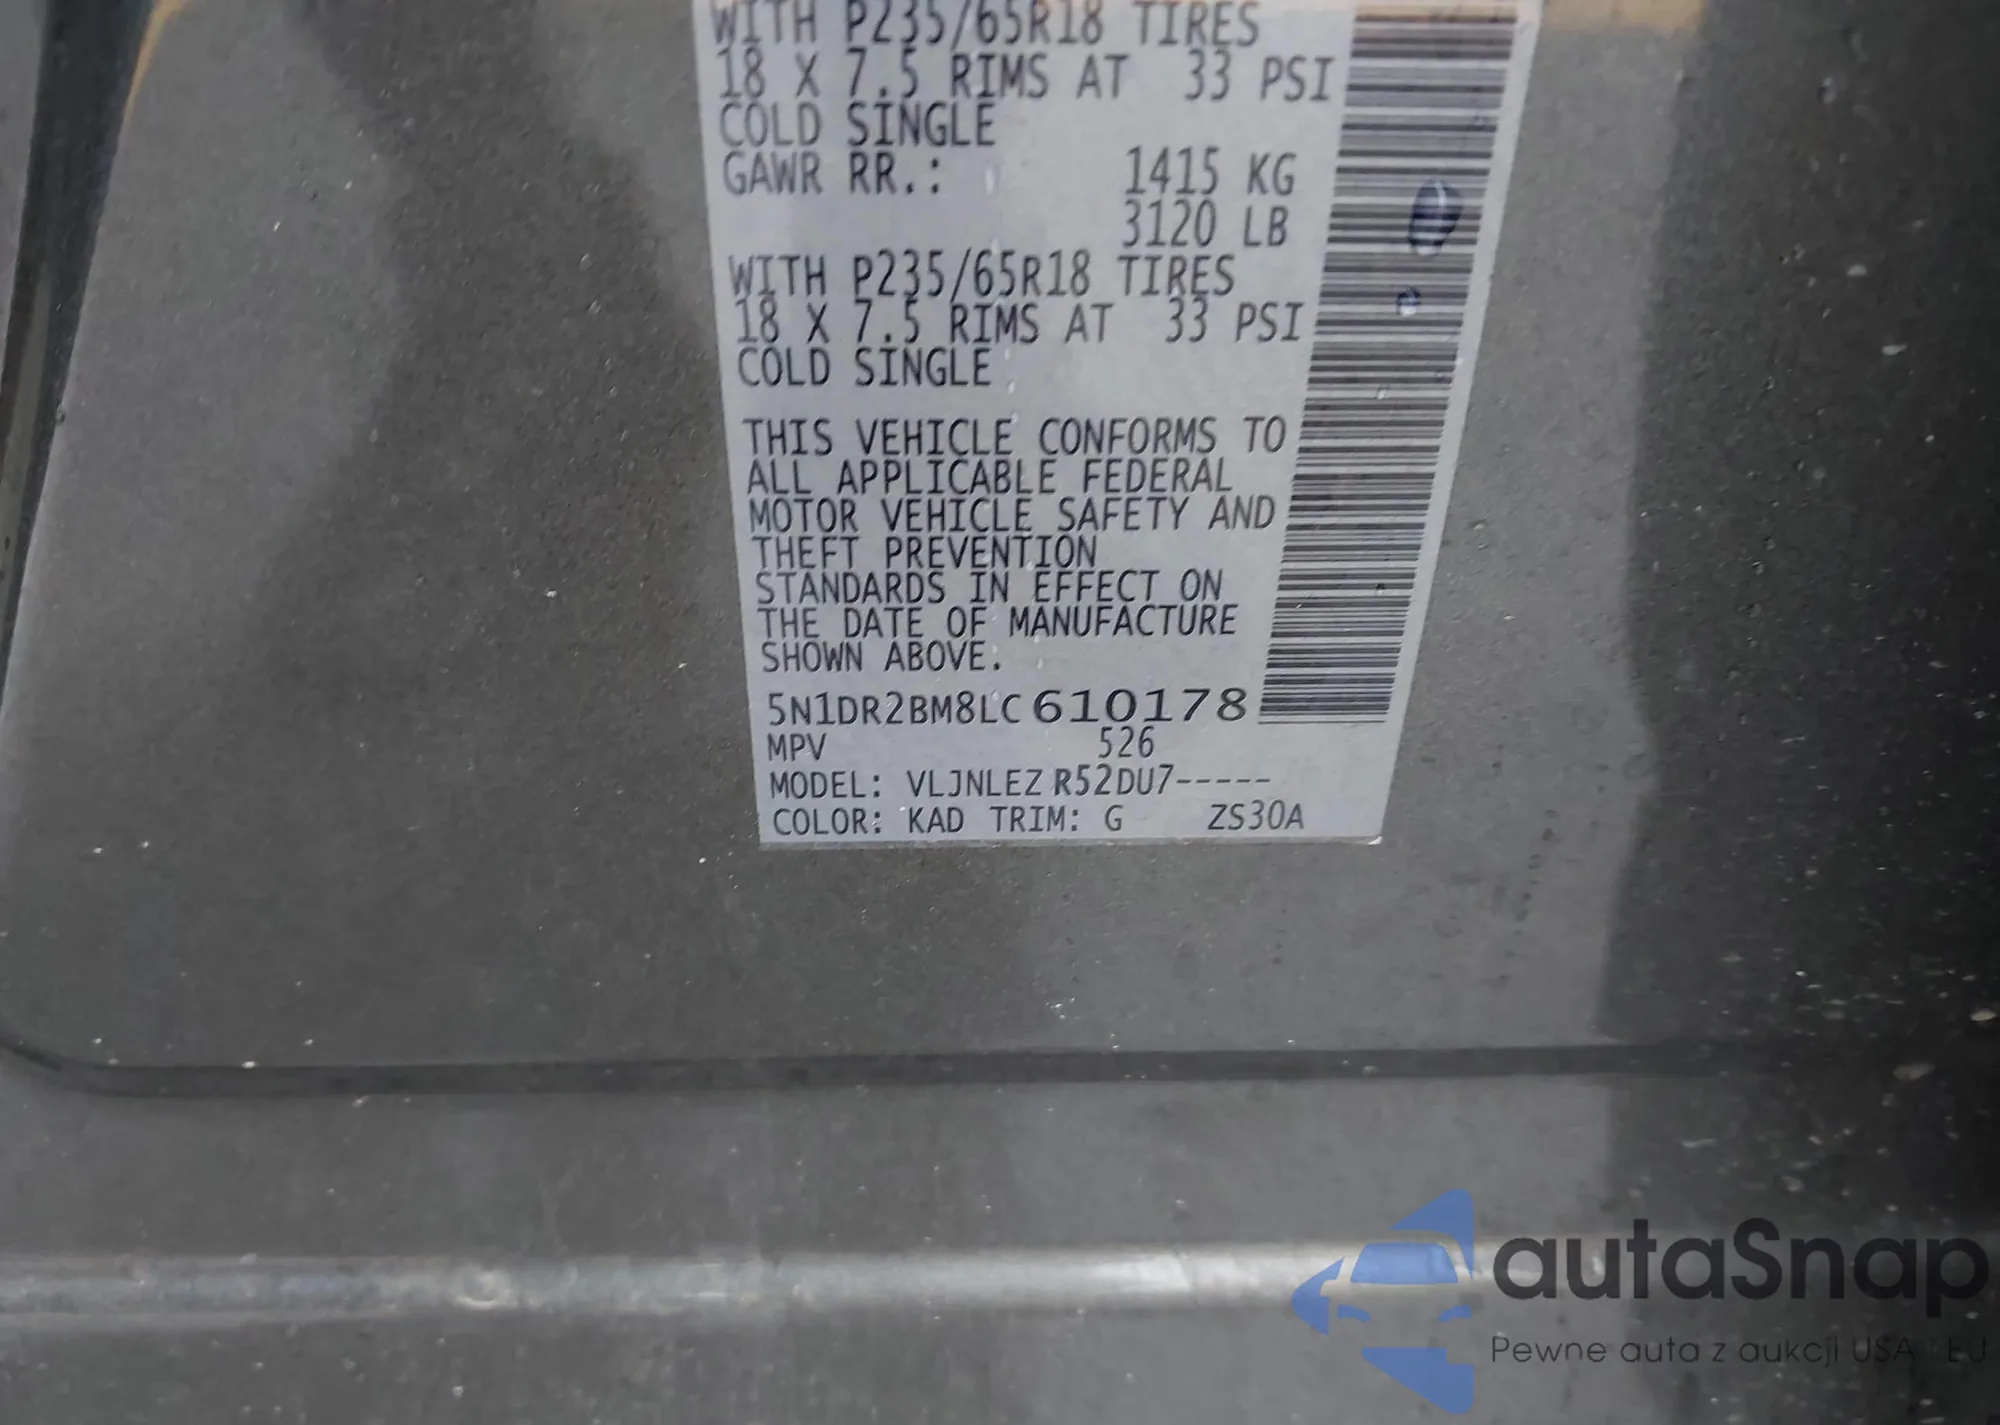 WITH P235/65R18 TIRES
18 X 7.5 RIMS AT 33 PSI
COLD SINGLE
GAWR RR.: 1415 KG
3120 LB
WITH P235/65R18 TIRES
18 X 7.5 RIMS AT 33 PSI
COLD SINGLE
THIS VEHICLE CONFORMS TO
ALL APPLICABLE FEDERAL
MOTOR VEHICLE SAFETY AND
THEFT PREVENTION
STANDARDS IN EFFECT ON
THE DATE OF MANUFACTURE
SHOWN ABOVE.
5N1DR2BM8LC610178
MPV 526
MODEL: VLJNLEZ R52DU7-----
COLOR: KAD TRIM: G ZS30A
autaSnap
Pewne auta z aukcji USA i EU